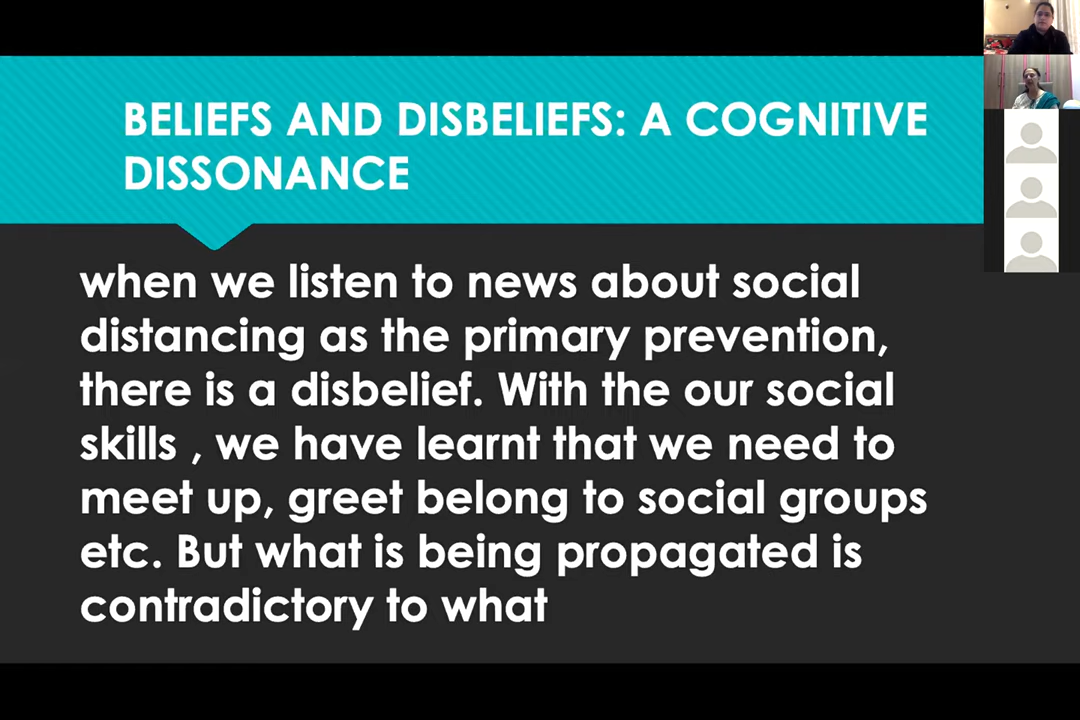 BELIEFS AND DISBELIEFS: A COGNITIVE
DISSONANCE
when we listen to news about social
distancing as the primary prevention,
there is a disbelief. With the our social
skills , we have learnt that we need to
meet up, greet belong to social groups
etc. But what is being propagated is
contradictory to what